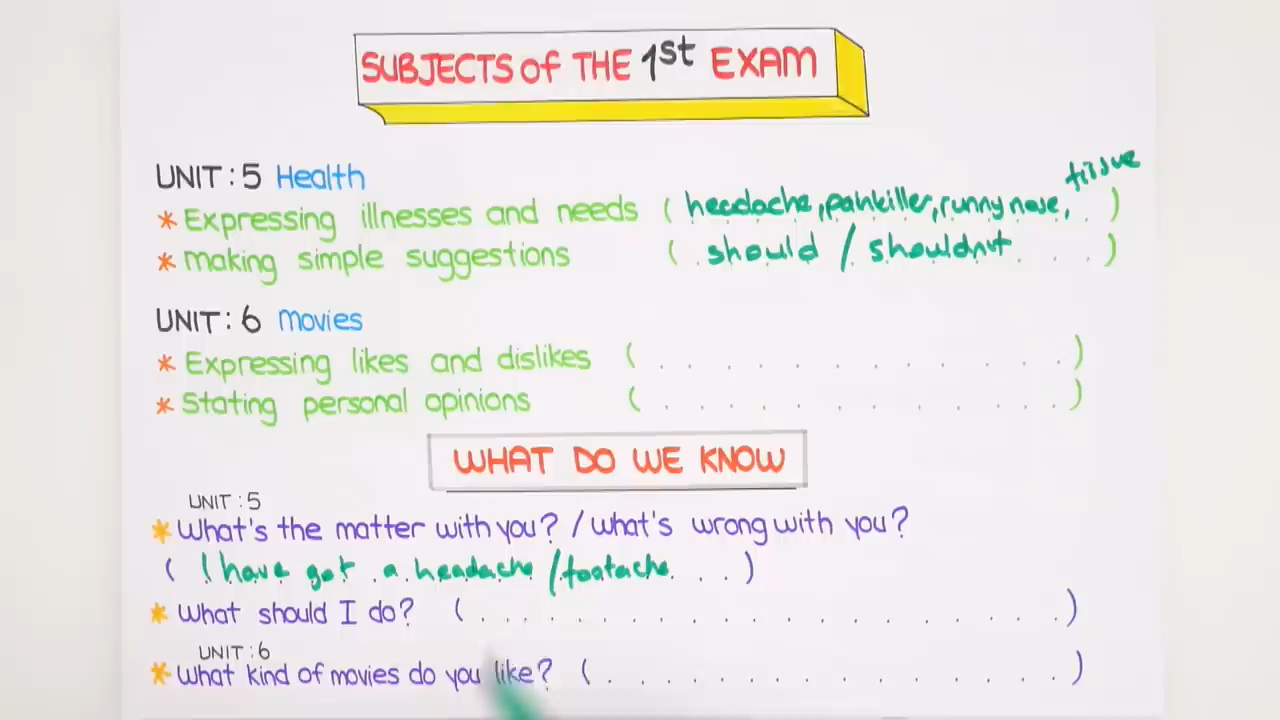 SUBJECTS of THE 1st EXAM
UNIT : 5 Health
* Expressing illnesses and needs ( headache, painkiller, runny nose, tissue )
* making simple suggestions ( should / shouldn't )
UNIT : 6 movies
* Expressing likes and dislikes ( . . . . . . . . . . . )
* Stating personal opinions ( . . . . . . . . . . . )
WHAT DO WE KNOW
UNIT : 5
* What's the matter with you? / what's wrong with you?
( I have got a headache / tootache . . . )
* What should I do? ( . . . . . . . . . . . . . . . )
UNIT : 6
* What kind of movies do you like? ( . . . . . . . . . . . . )